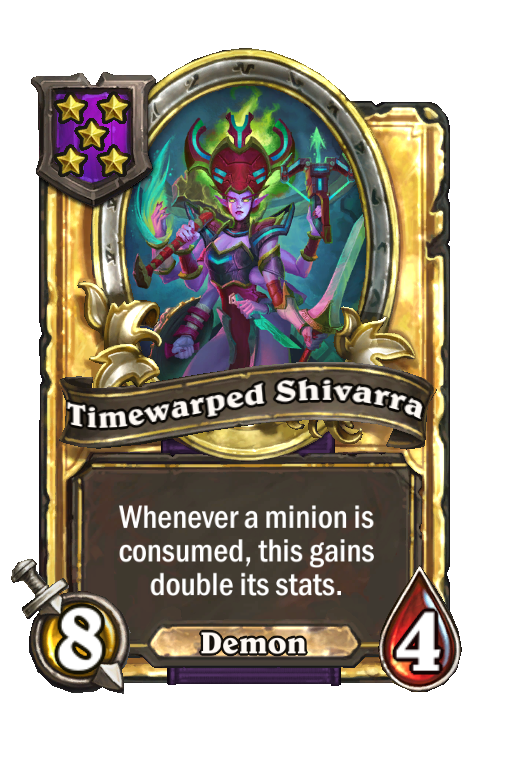 Timewarped Shivarra
Whenever a minion is
consumed, this gains
double its stats.
8
Demon
4